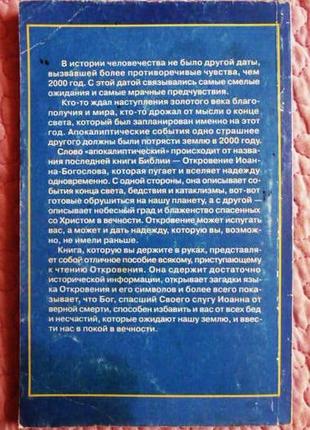 В истории человечества не было другой даты,
вызвавшей более противоречивые чувства, чем
2000 год. С этой датой связывались самые смелые
ожидания и самые мрачные предчувствия.
Кто-то ждал наступления золотого века благо-
получия и мира, кто-то дрожал от мысли о конце
света, который был запланирован именно на этот
год. Апокалиптические события одно страшнее
другого должны были потрясти землю в 2000 году.
Слово «апокалиптический» происходит от назва-
ния последней книги Библии — Откровение Иоан-
на-Богослова, которая пугает и вселяет надежду
одновременно. С одной стороны, она описывает со-
бытия конца света, бедствия и катаклизмы, вот-вот
готовые обрушиться на нашу планету, а с другой —
описывает небесный град и блаженство спасенных
со Христом в вечности. Откровение может испугать
вас, а может и дать надежду, которую вы, возмож-
но, не имели раньше.
Книга, которую вы держите в руках, представля-
ет собой отличное пособие всякому, приступающему
к чтению Откровения. Она сдержит достаточно
исторической информации, открывает загадки язы-
ка Откровения и его символов и более всего пока-
зывает, что Бог, спасший Своего слугу Иоанна от
верной смерти, способен избавить и вас от всех бед
и несчастий, которые ожидают нашу землю, и ввес-
ти нас в покой в вечности.